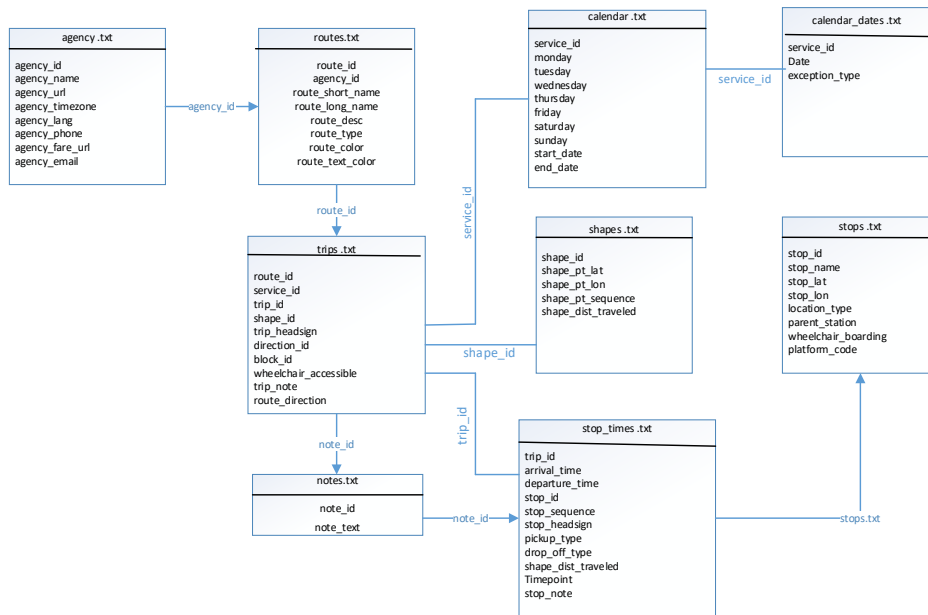 agency .txt
agency_id
agency_name
agency_url
agency_timezone
agency_lang
agency_phone
agency_fare_url
agency_email
agency_id
routes.txt
route_id
agency_id
route_short_name
route_long_name
route_desc
route_type
route_color
route_text_color
route_id
calendar .txt
service_id
monday
tuesday
wednesday
thursday
friday
saturday
sunday
start_date
end_date
service_id
calendar_dates .txt
service_id
Date
exception_type
service_id
trips .txt
route_id
service_id
trip_id
shape_id
trip_headsign
direction_id
block_id
wheelchair_accessible
trip_note
route_direction
shape_id
shapes .txt
shape_id
shape_pt_lat
shape_pt_lon
shape_pt_sequence
shape_dist_traveled
stops .txt
stop_id
stop_name
stop_lat
stop_lon
location_type
parent_station
wheelchair_boarding
platform_code
trip_id
note_id
notes.txt
note_id
note_text
note_id
stop_times .txt
trip_id
arrival_time
departure_time
stop_id
stop_sequence
stop_headsign
pickup_type
drop_off_type
shape_dist_traveled
Timepoint
stop_note
stops.txt